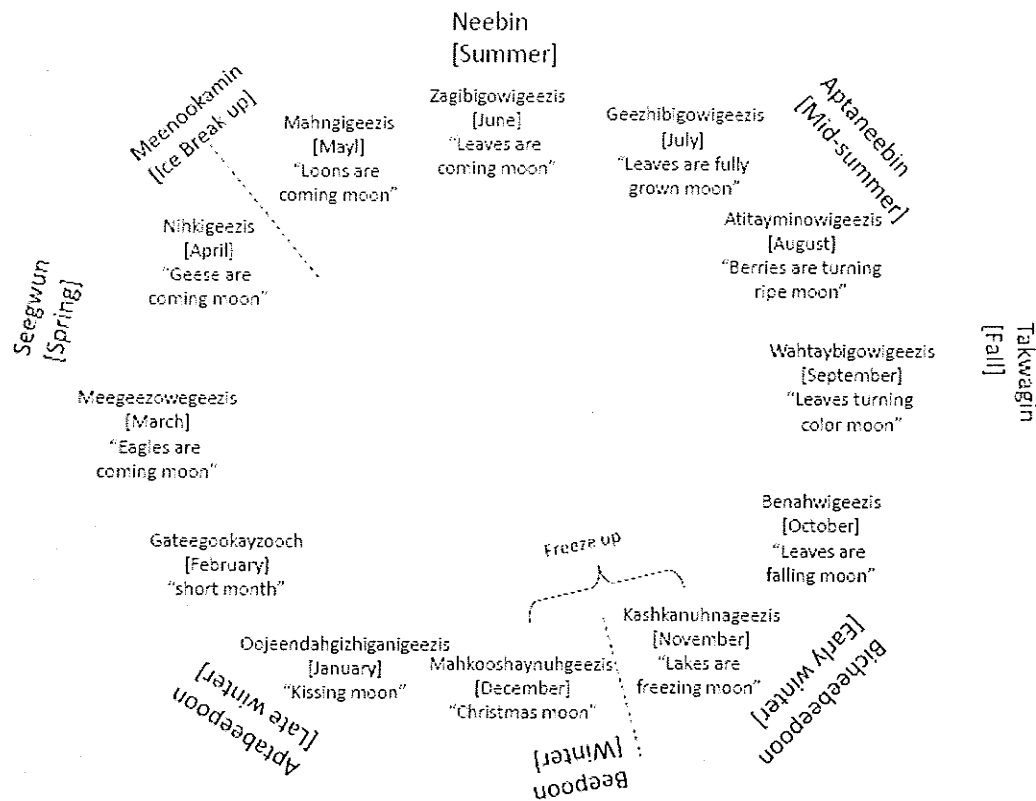 Neebin
[Summer]
Meenookamin
[Ice Break up]
Mahngigeezis
[Mayl]
"Loons are
coming moon"
Zagibigowigeezis
[June]
"Leaves are
coming moon"
Geezhibigowigeezis
[July]
"Leaves are fully
grown moon"
Aptaneebin
[Mid-summer]
Nihkigeezis
[April]
"Geese are
coming moon"
Atitayminowigeezis
[August]
"Berries are turning
ripe moon"
Seegwun
[Spring]
Takwagin
[Fall]
Wahtaybigowigeezis
[September]
"Leaves turning
color moon"
Meegeezowegeezis
[March]
"Eagles are
coming moon"
Benahwigeezis
[October]
"Leaves are
falling moon"
Gateegookayzooch
[February]
"short month"
Freeze up
Kashkanuhnageezis
[November]
"Lakes are
freezing moon"
Oojeendahgizhiganigeezis
[January]
"Kissing moon"
Mahkooshaynuhgeezis
[December]
"Christmas moon"
Bicheebeepoon
[Early winter]
Aptabeepoon
[Late winter]
Beepoon
[Winter]